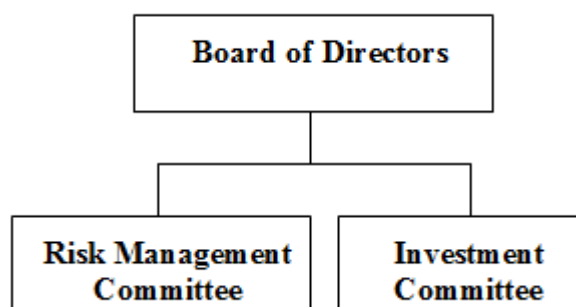 Board of Directors
Risk Management
Committee
Investment
Committee